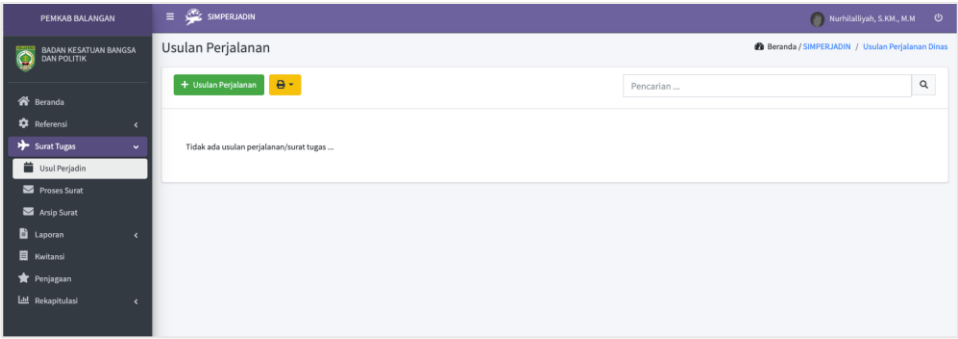 PEMKAB BALANGAN
SIMPERJADIN
Nurhilalliyah, S.KM., M.M
BADAN KESATUAN BANGSA
DAN POLITIK
Usulan Perjalanan
Beranda / SIMPERJADIN / Usulan Perjalanan Dinas
+ Usulan Perjalanan
Pencarian ...
Beranda
Referensi
Surat Tugas
Tidak ada usulan perjalanan/surat tugas ...
Usul Perjadin
Proses Surat
Arsip Surat
Laporan
Kwitansi
Penjagaan
Rekapitulasi